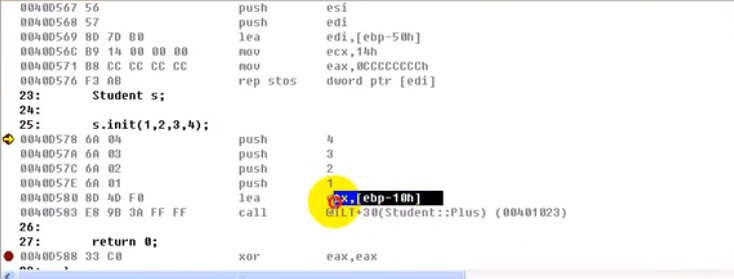 0040D567 56 push esi
0040D568 57 push edi
0040D569 8D 7D B0 lea edi,[ebp-50h]
0040D56C B9 14 00 00 00 mov ecx,14h
0040D571 B8 CC CC CC CC mov eax,0CCCCCCCCh
0040D576 F3 AB rep stos dword ptr [edi]
23: Student s;
24:
25: s.init(1,2,3,4);
0040D578 6A 04 push 4
0040D57A 6A 03 push 3
0040D57C 6A 02 push 2
0040D57E 6A 01 push 1
0040D580 8D 4D F0 lea ecx,[ebp-10h]
0040D583 E8 9B 3A FF FF call @ILT+30(Student::Plus) (00401023)
26:
27: return 0;
0040D588 33 C0 xor eax,eax